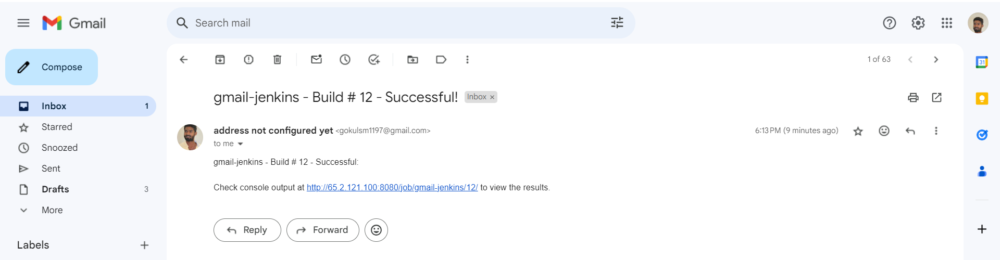 Gmail
Search mail
Compose
1 of 63
31
gmail-jenkins - Build # 12 - Successful! Inbox ×
Inbox 1
Starred
Snoozed
Sent
Drafts 3
More
Labels
address not configured yet <gokulsm1197@gmail.com> 6:13 PM (9 minutes ago)
to me
gmail-jenkins - Build # 12 - Successful:
Check console output at http://65.2.121.100:8080/job/gmail-jenkins/12/ to view the results.
Reply Forward